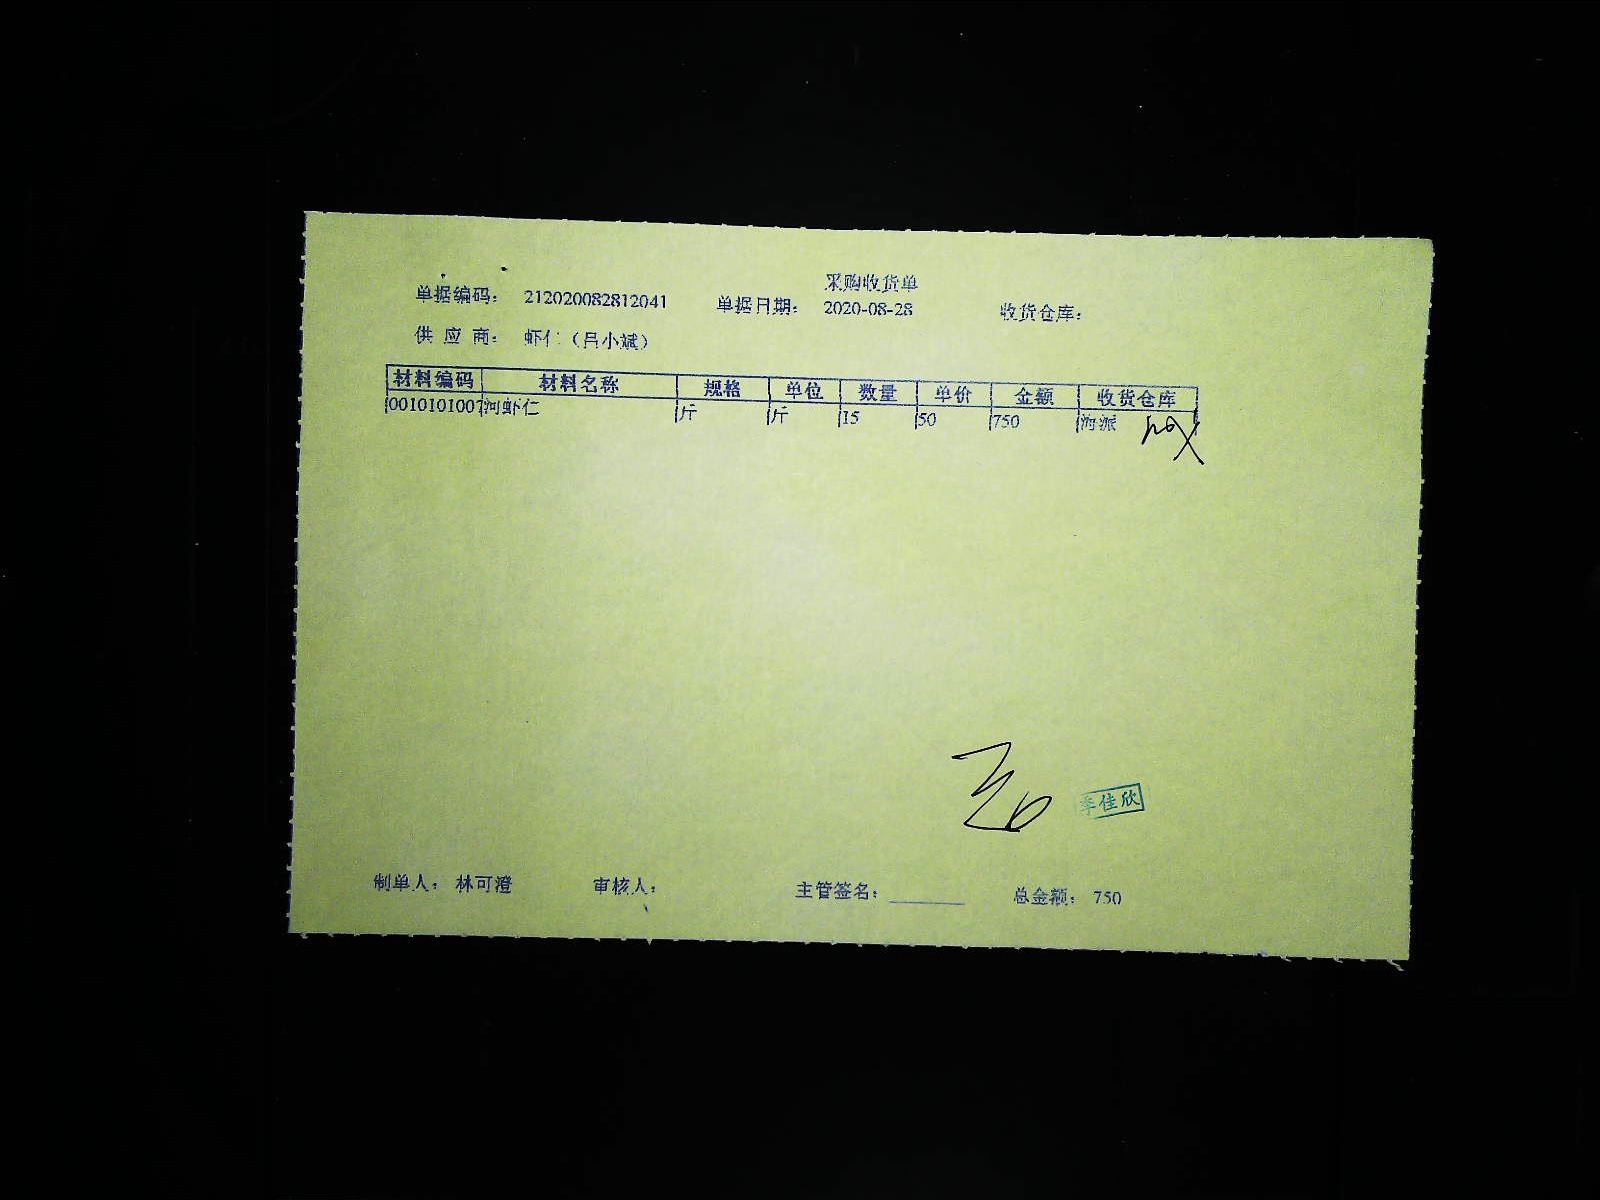 采购收货单
单据编码： 212020082812041 单据日期： 2020-08-28 收货仓库：
供 应 商： 虾仁（吕小斌）
材料编码 材料名称 规格 单位 数量 单价 金额 收货仓库
0010101007 河虾仁 斤 斤 15 50 750 海派
李佳欣
制单人： 林可澄 审核人： 主管签名： 总金额： 750